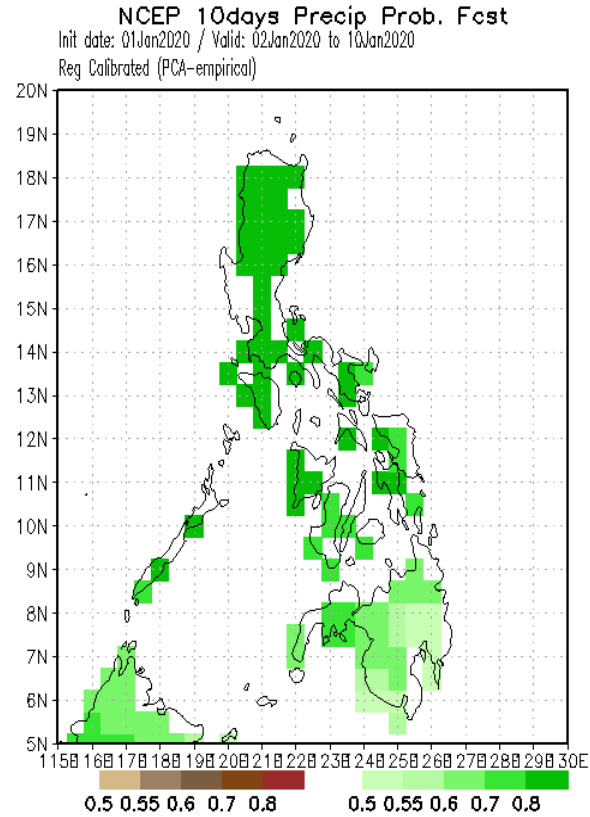 NCEP 10days Precip Prob. Fcst
Init date: 01Jan2020 / Valid: 02Jan2020 to 10Jan2020
Reg Calibrated (PCA-empirical)
20N
19N
18N
17N
16N
15N
14N
13N
12N
11N
10N
9N
8N
7N
6N
5N
115E 116E 117E 118E 119E 120E 121E 122E 123E 124E 125E 126E 127E 128E 129E 130E
0.5 0.55 0.6 0.7 0.8 0.5 0.55 0.6 0.7 0.8